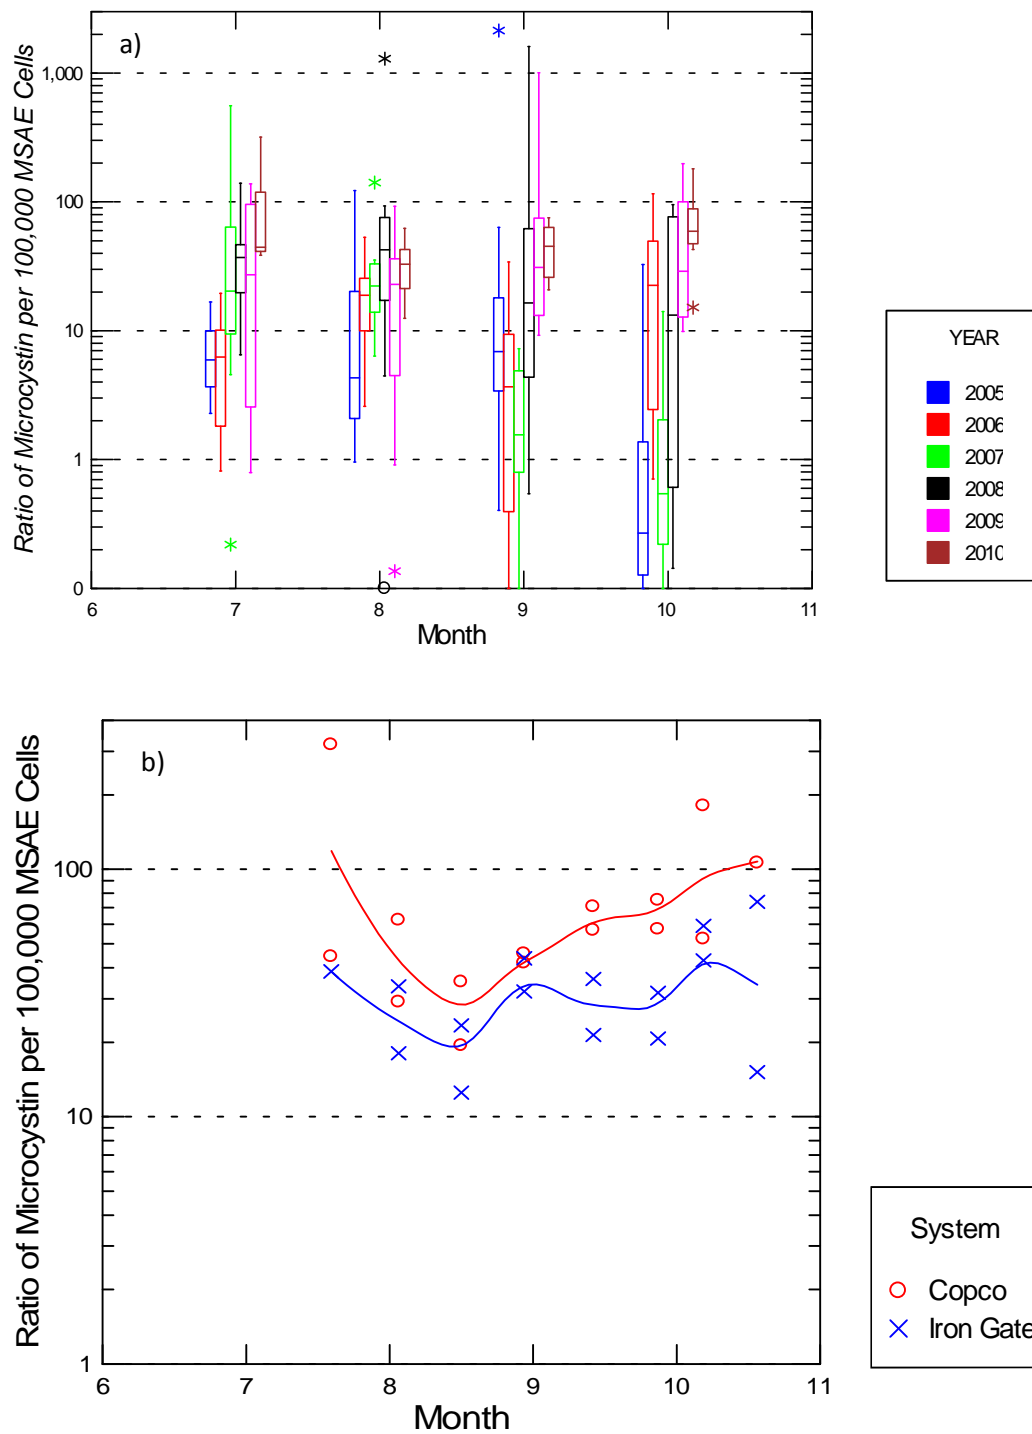 a)
Ratio of Microcystin per 100,000 MSAE Cells
1,000
100
10
1
0
6 7 8 9 10 11
Month
YEAR
2005
2006
2007
2008
2009
2010
b)
Ratio of Microcystin per 100,000 MSAE Cells
100
10
1
6 7 8 9 10 11
Month
System
Copco
Iron Gate